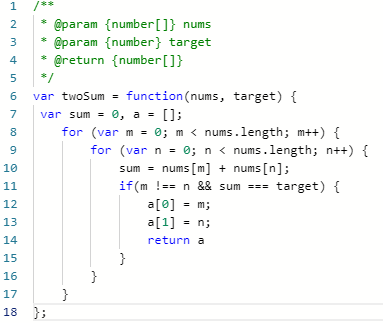 1 /**
2  * @param {number[]} nums
3  * @param {number} target
4  * @return {number[]}
5  */
6 var twoSum = function(nums, target) {
7  var sum = 0, a = [];
8     for (var m = 0; m < nums.length; m++) {
9         for (var n = 0; n < nums.length; n++) {
10             sum = nums[m] + nums[n];
11             if(m !== n && sum === target) {
12                 a[0] = m;
13                 a[1] = n;
14                 return a
15             }
16         }
17     }
18 };